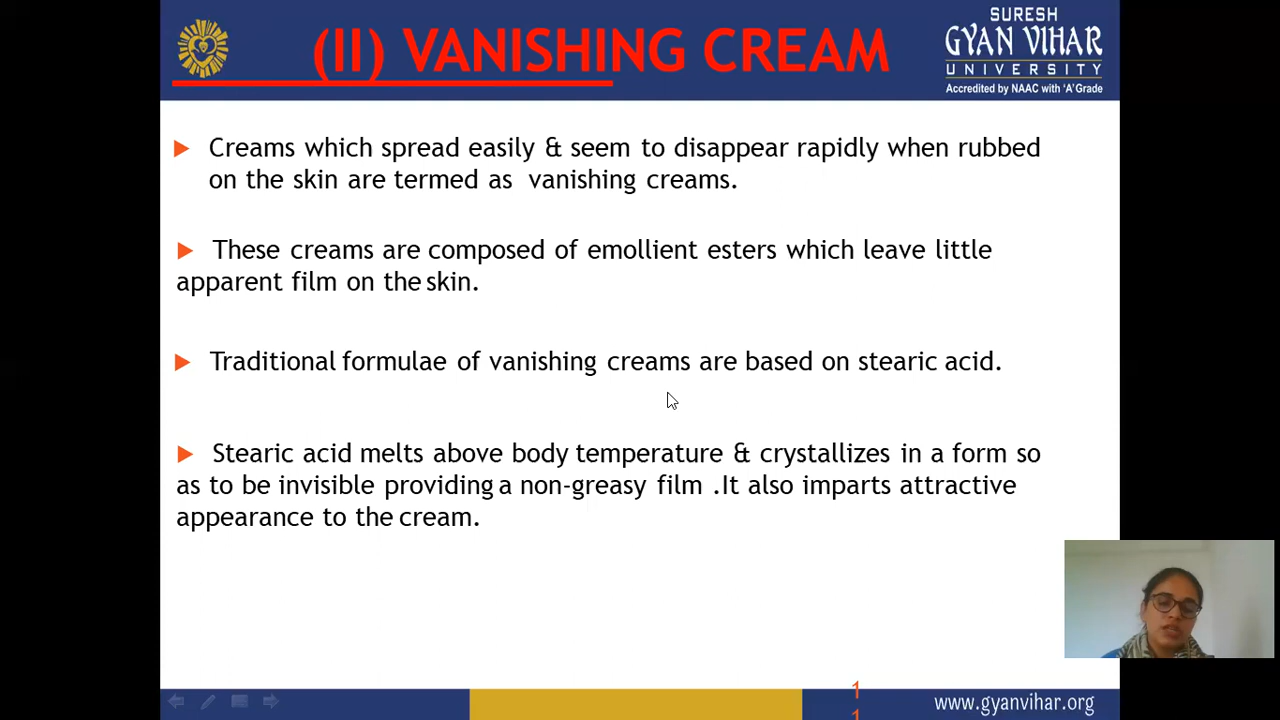 (II) VANISHING CREAM
SURESH
GYAN VIHAR
UNIVERSITY
Accredited by NAAC with 'A' Grade
Creams which spread easily & seem to disappear rapidly when rubbed
on the skin are termed as vanishing creams.
These creams are composed of emollient esters which leave little
apparent film on the skin.
Traditional formulae of vanishing creams are based on stearic acid.
Stearic acid melts above body temperature & crystallizes in a form so
as to be invisible providing a non-greasy film .It also imparts attractive
appearance to the cream.
1
1
www.gyanvihar.org